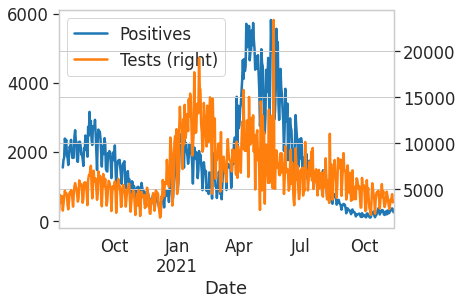 Positives
Tests (right)
6000
4000
2000
0
20000
15000
10000
5000
Oct
Jan
2021
Apr
Jul
Oct
Date